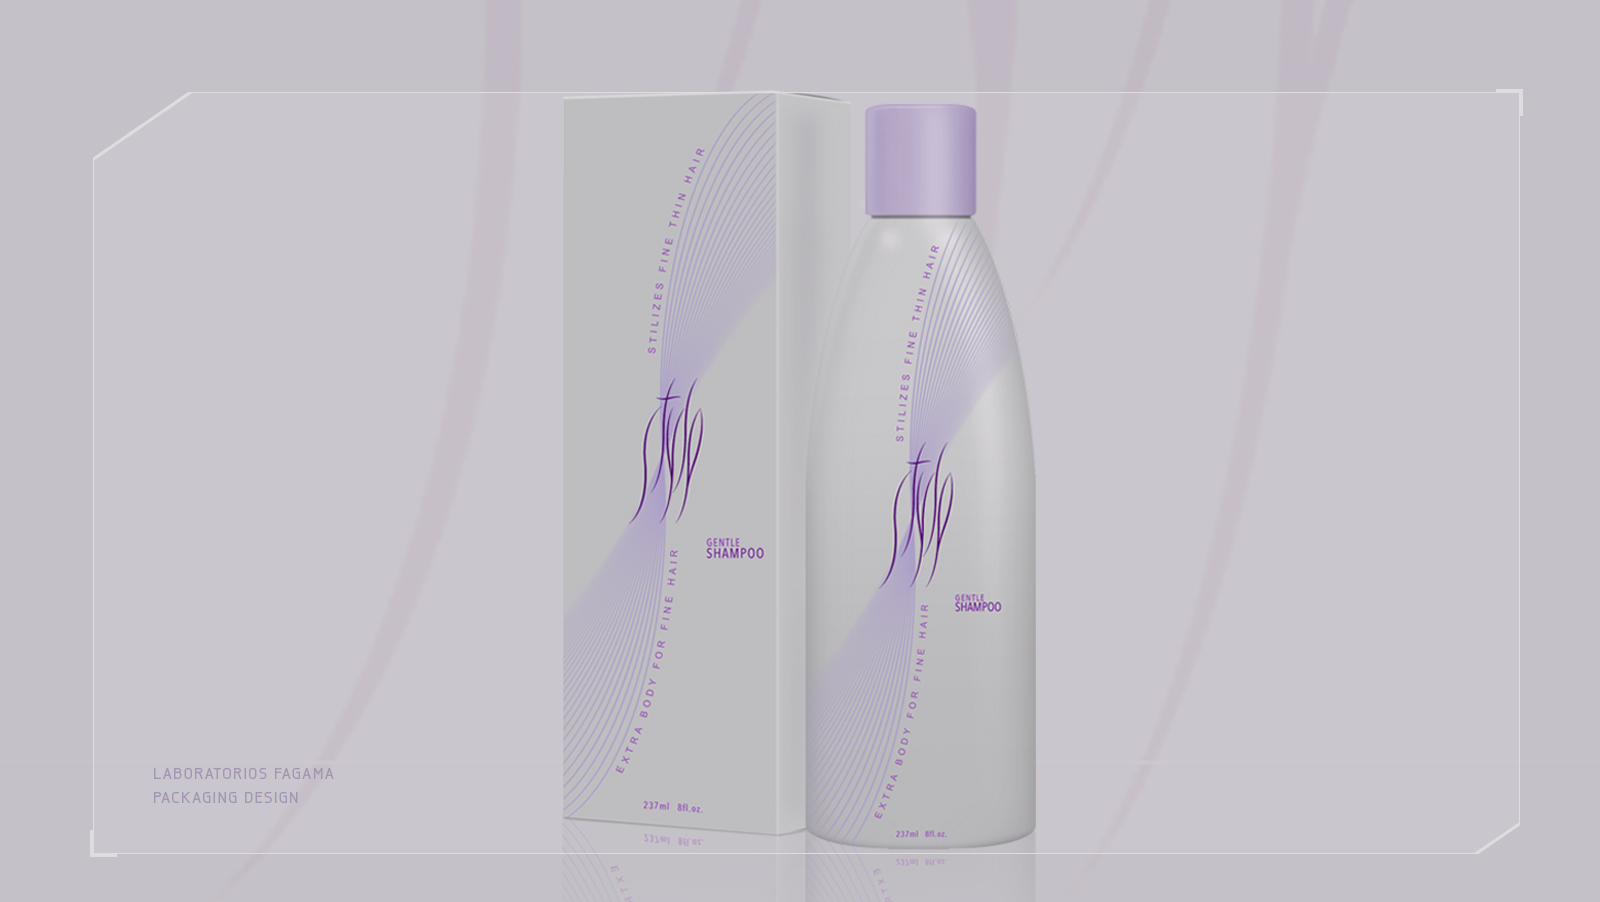 STILIZES FINE THIN HAIR
GENTLE
SHAMPOO
EXTRA BODY FOR FINE HAIR
237ml 8fl.oz.
STILIZES FINE THIN HAIR
GENTLE
SHAMPOO
EXTRA BODY FOR FINE HAIR
237ml 8fl.oz.
LABORATORIOS FAGAMA
PACKAGING DESIGN